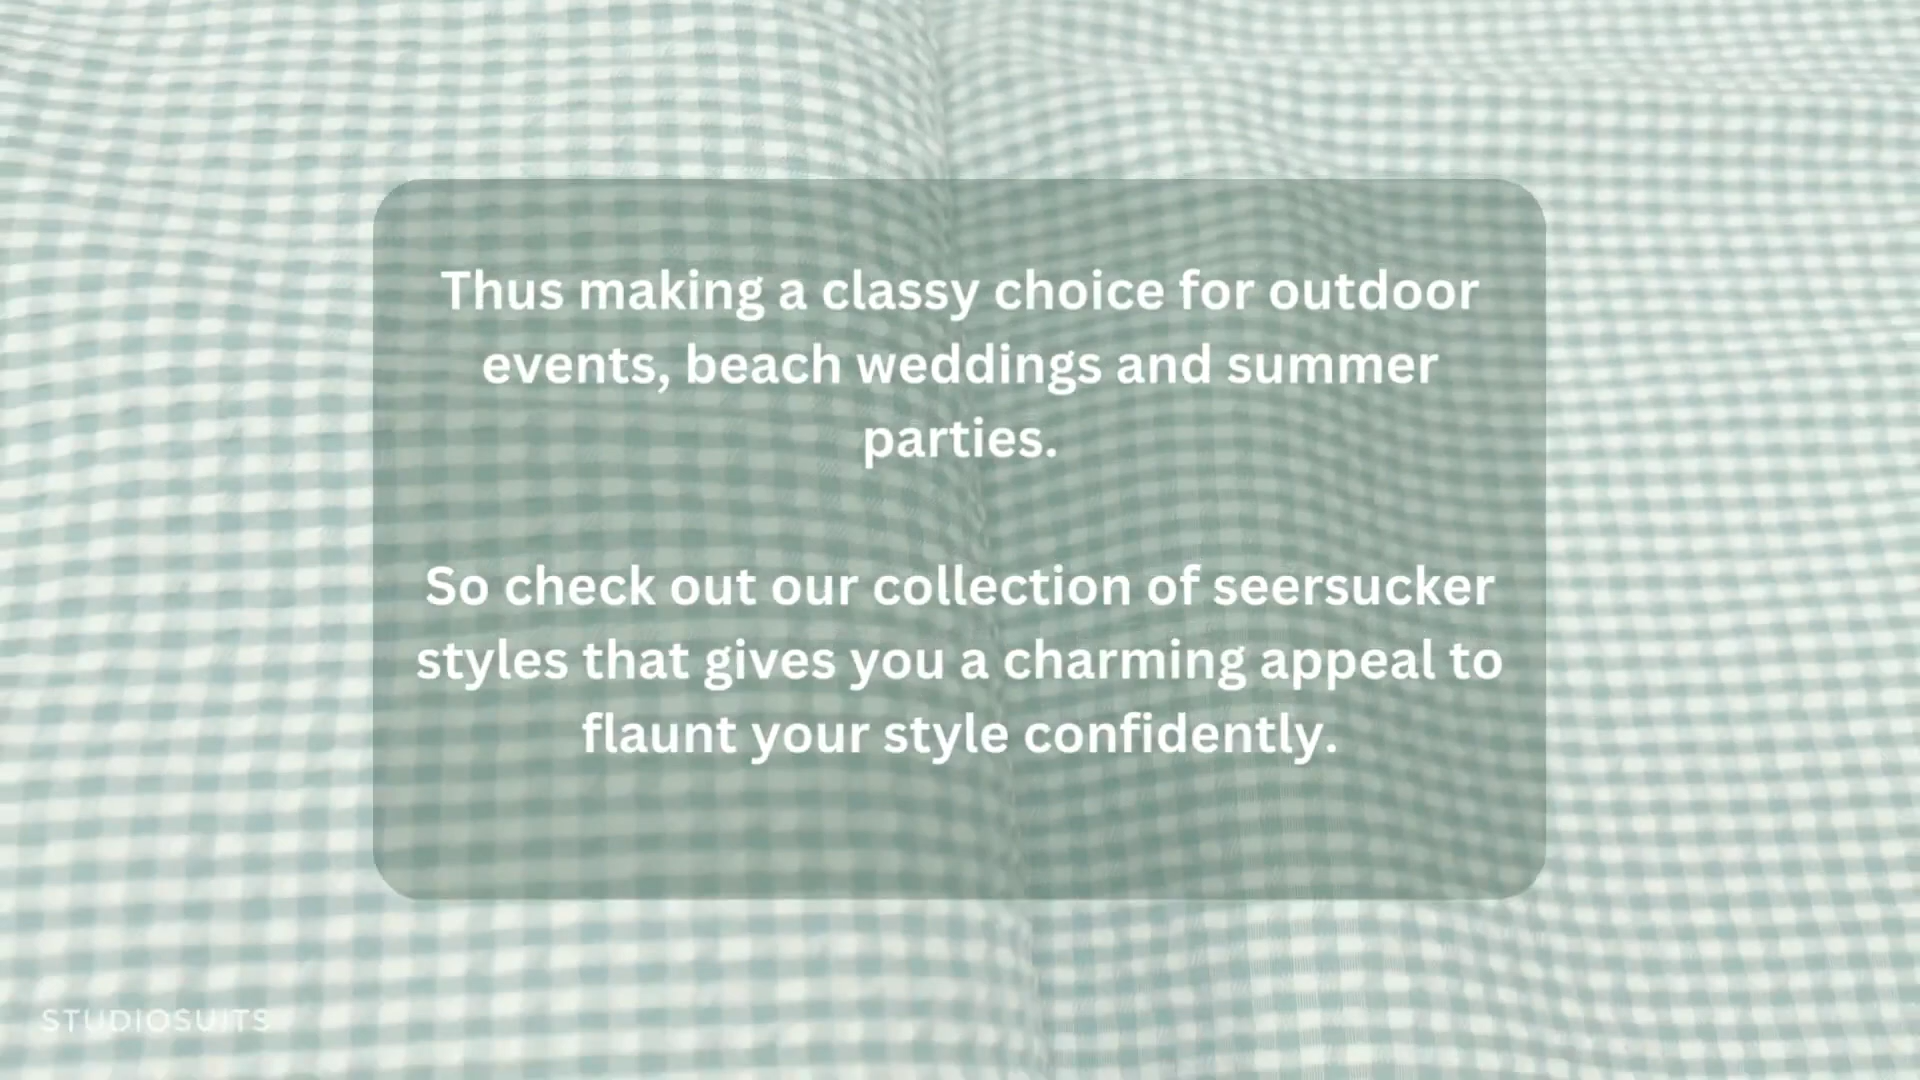 Thus making a classy choice for outdoor
events, beach weddings and summer
parties.
So check out our collection of seersucker
styles that gives you a charming appeal to
flaunt your style confidently.
STUDIOSUITS